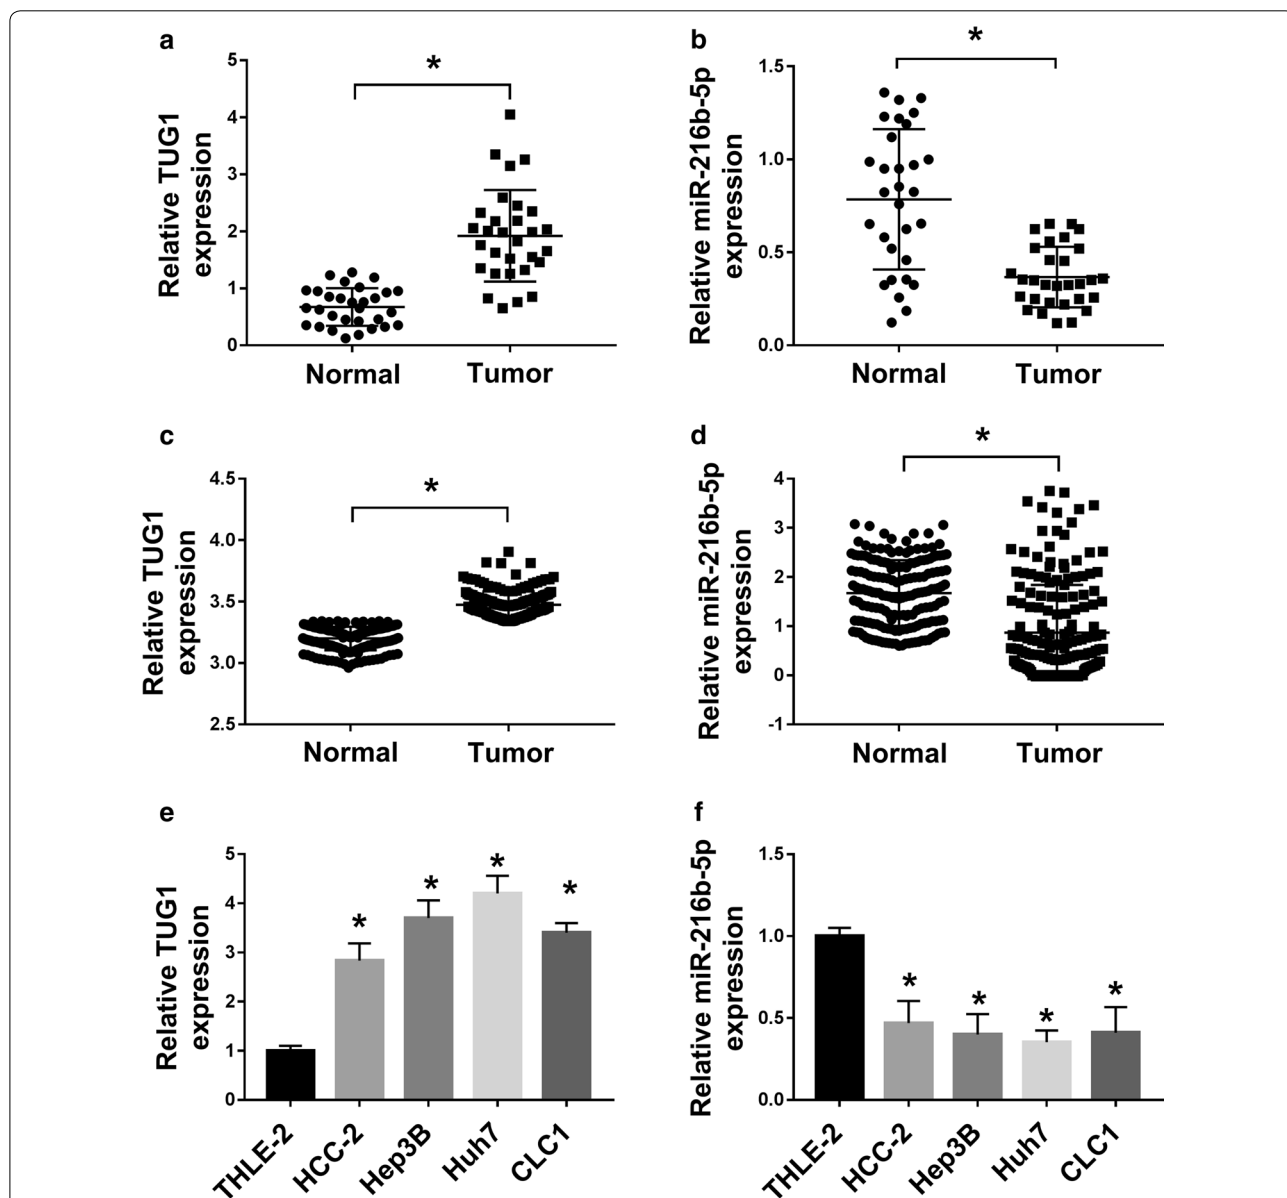 a
Relative TUG1
expression
5
4
3
2
1
0
*
Normal
Tumor
b
Relative miR-216b-5p
expression
1.5
1.0
0.5
0.0
*
Normal
Tumor
c
Relative TUG1
expression
4.5
4.0
3.5
3.0
2.5
*
Normal
Tumor
d
Relative miR-216b-5p
expression
4
3
2
1
0
-1
*
Normal
Tumor
e
Relative TUG1
expression
5
4
3
2
1
0
*
*
*
*
THLE-2
HCC-2
Hep3B
Huh7
CLC1
f
Relative miR-216b-5p
expression
1.5
1.0
0.5
0.0
*
*
*
*
THLE-2
HCC-2
Hep3B
Huh7
CLC1